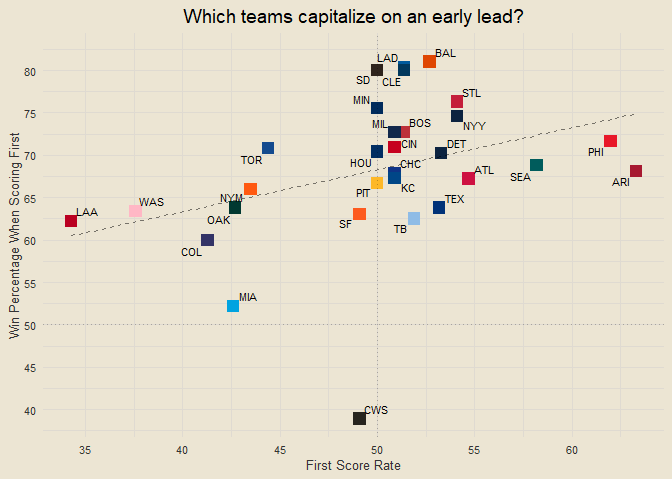 Which teams capitalize on an early lead?
Win Percentage When Scoring First
80
75
70
65
60
55
50
45
40
BAL
LAD
SD
CLE
STL
MIN
NYY
MIL
BOS
CIN
DET
PHI
TOR
HOU
CHC
SEA
ATL
ARI
KC
PIT
NYM
TEX
WAS
LAA
OAK
SF
TB
COL
MIA
CWS
35
40
45
50
55
60
First Score Rate